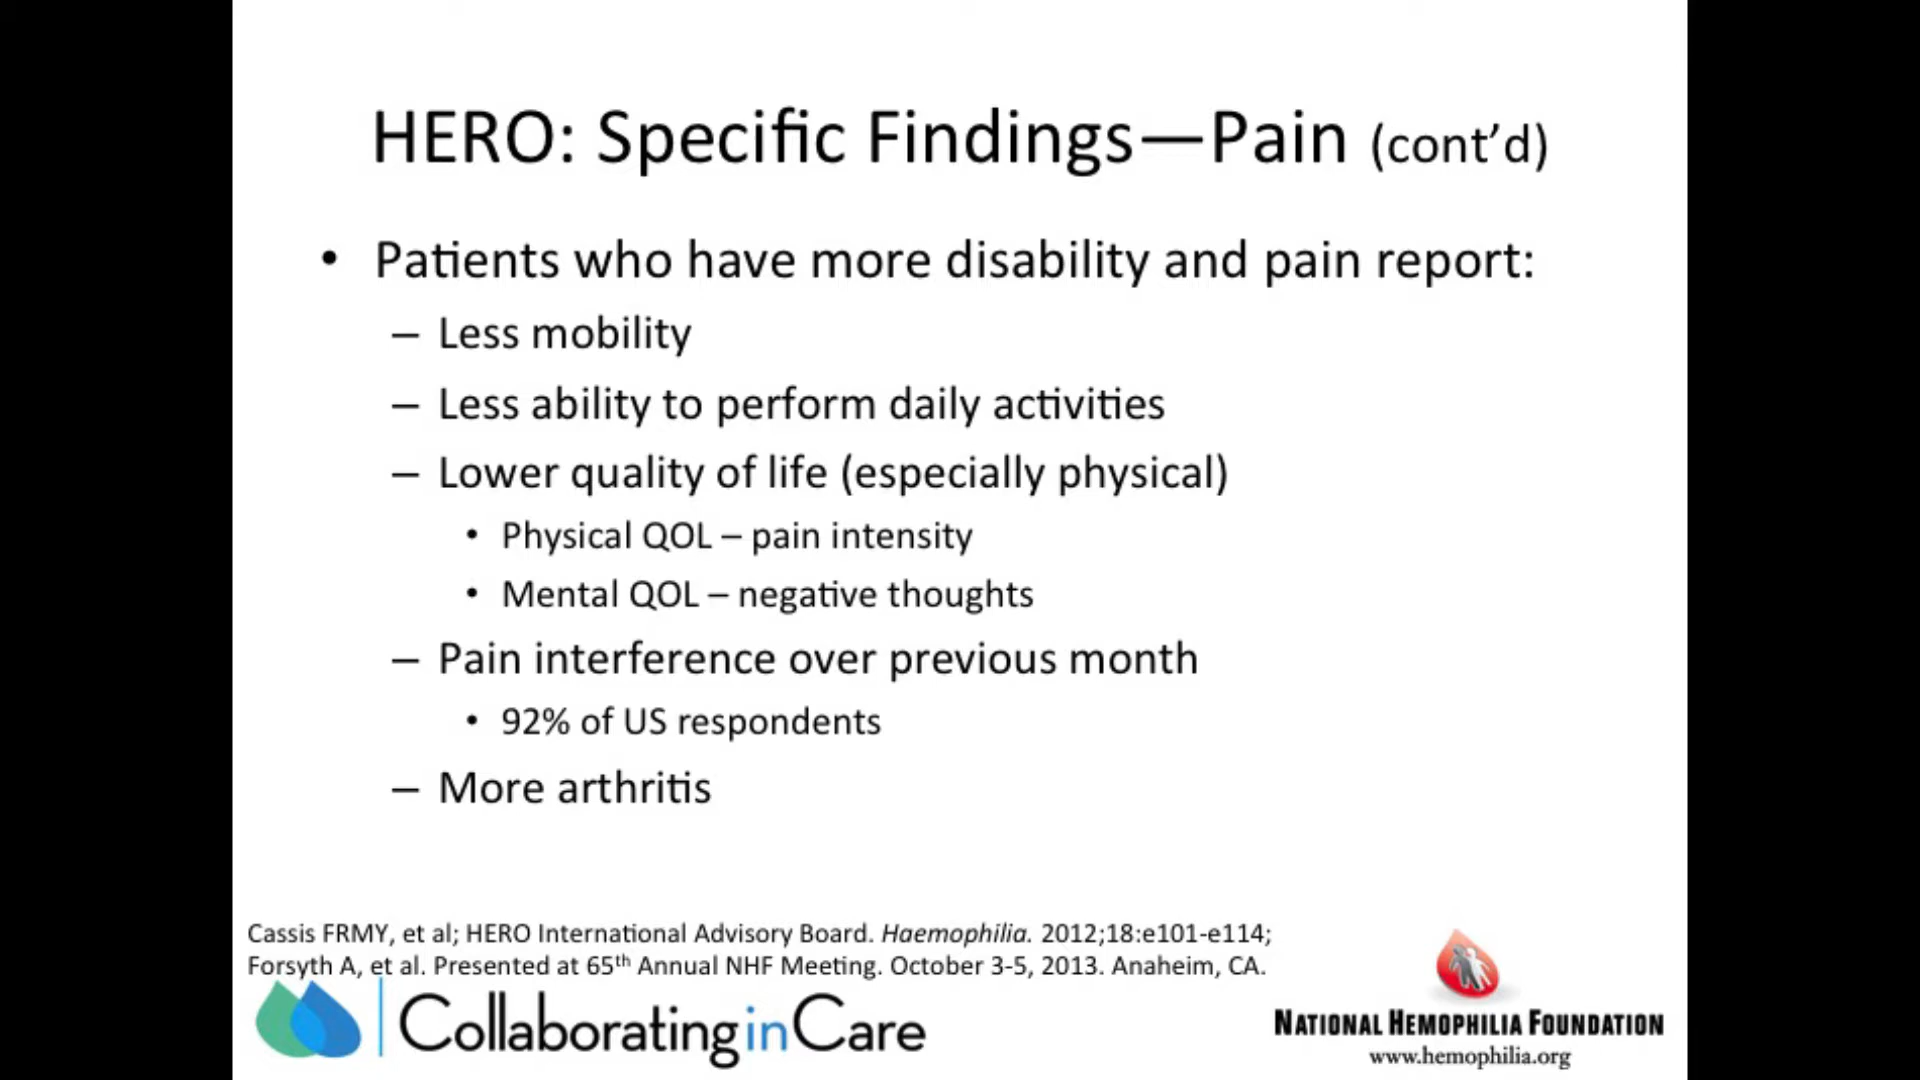 HERO: Specific Findings—Pain (cont’d)
• Patients who have more disability and pain report:
– Less mobility
– Less ability to perform daily activities
– Lower quality of life (especially physical)
• Physical QOL – pain intensity
• Mental QOL – negative thoughts
– Pain interference over previous month
• 92% of US respondents
– More arthritis
Cassis FRMY, et al; HERO International Advisory Board. Haemophilia. 2012;18:e101-e114;
Forsyth A, et al. Presented at 65th Annual NHF Meeting. October 3-5, 2013. Anaheim, CA.
CollaboratinginCare
NATIONAL HEMOPHILIA FOUNDATION
www.hemophilia.org